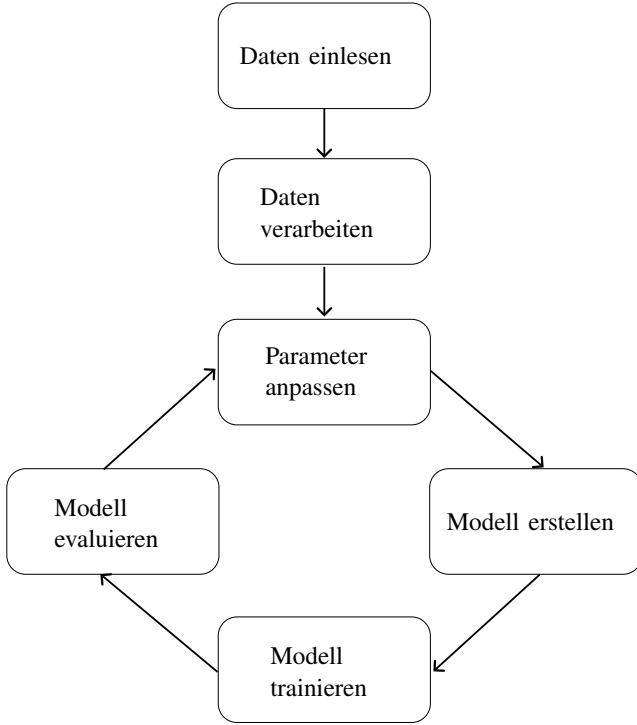 Daten einlesen
Daten
verarbeiten
Parameter
anpassen
Modell erstellen
Modell
trainieren
Modell
evaluieren